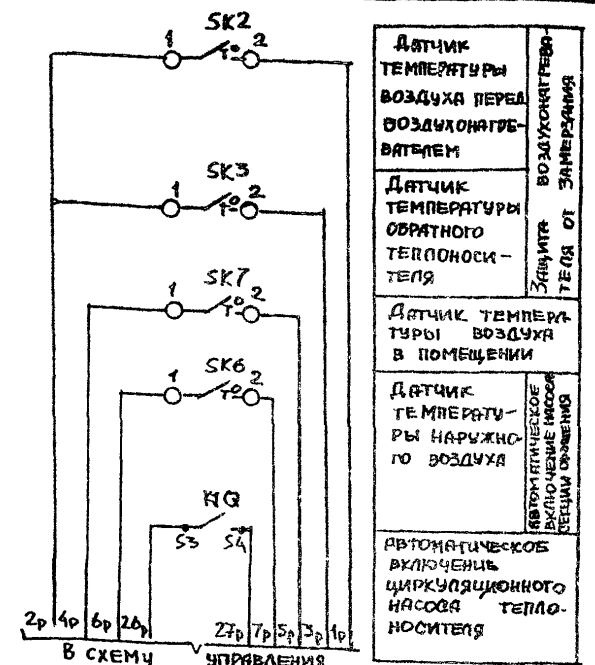 SK2
1 2
SK3
1 2
SK7
1 2
SK6
1 2
HQ
53 54
2р 4р 6р 26р 27р 7р 5р 3р 1р
В СХЕМУ УПРАВЛЕНИЯ
ДАТЧИК
ТЕМПЕРАТУРЫ
ВОЗДУХА ПЕРЕД
ВОЗДУХОНАГРЕ-
ВАТЕЛЕМ
ДАТЧИК
ТЕМПЕРАТУРЫ
ОБРАТНОГО
ТЕПЛОНОСИ-
ТЕЛЯ
ЗАЩИТА ВОЗДУХОНАГРЕВА-
ТЕЛЯ ОТ ЗАМЕРЗАНИЯ
ДАТЧИК ТЕМПЕРА-
ТУРЫ ВОЗДУХА
В ПОМЕЩЕНИИ
ДАТЧИК
ТЕМПЕРАТУ-
РЫ НАРУЖНО-
ГО ВОЗДУХА
АВТОМАТИЧЕСКОЕ
ВКЛЮЧЕНИЕ НАСОСА
СЕКЦИИ ОРОШЕНИЯ
АВТОМАТИЧЕСКОЕ
ВКЛЮЧЕНИЕ
ЦИРКУЛЯЦИОННОГО
НАСОСА ТЕПЛО-
НОСИТЕЛЯ